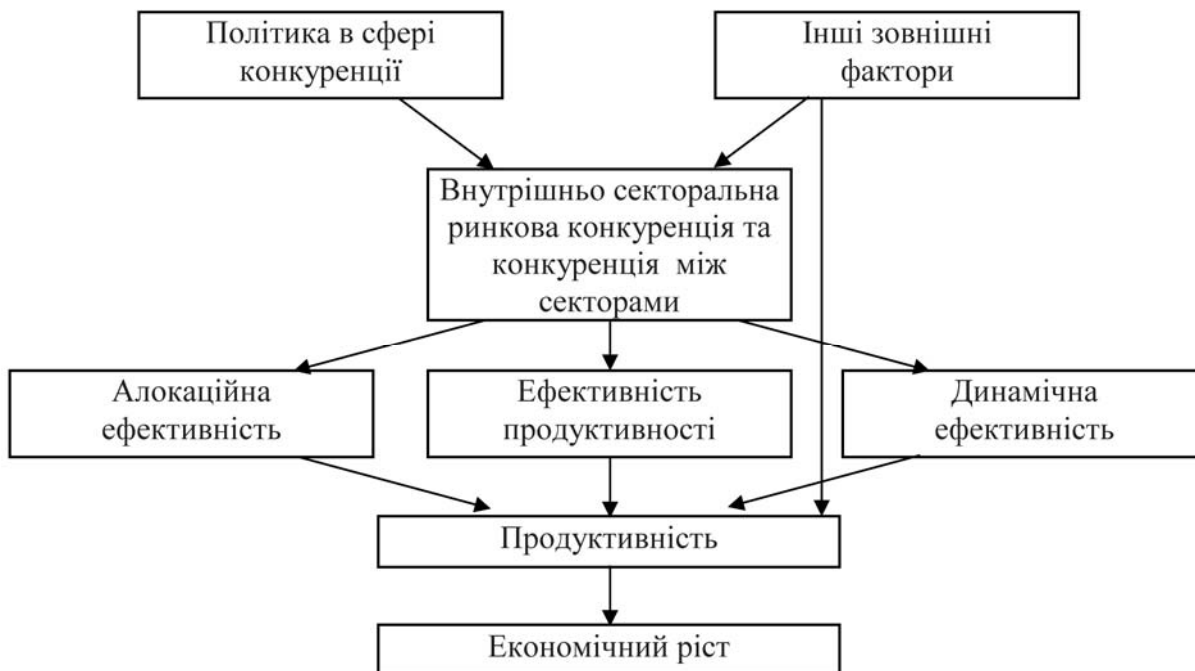 Політика в сфері
конкуренції
Інші зовнішні
фактори
Внутрішньо секторальна
ринкова конкуренція та
конкуренція між
секторами
Алокаційна
ефективність
Ефективність
продуктивності
Динамічна
ефективність
Продуктивність
Економічний ріст